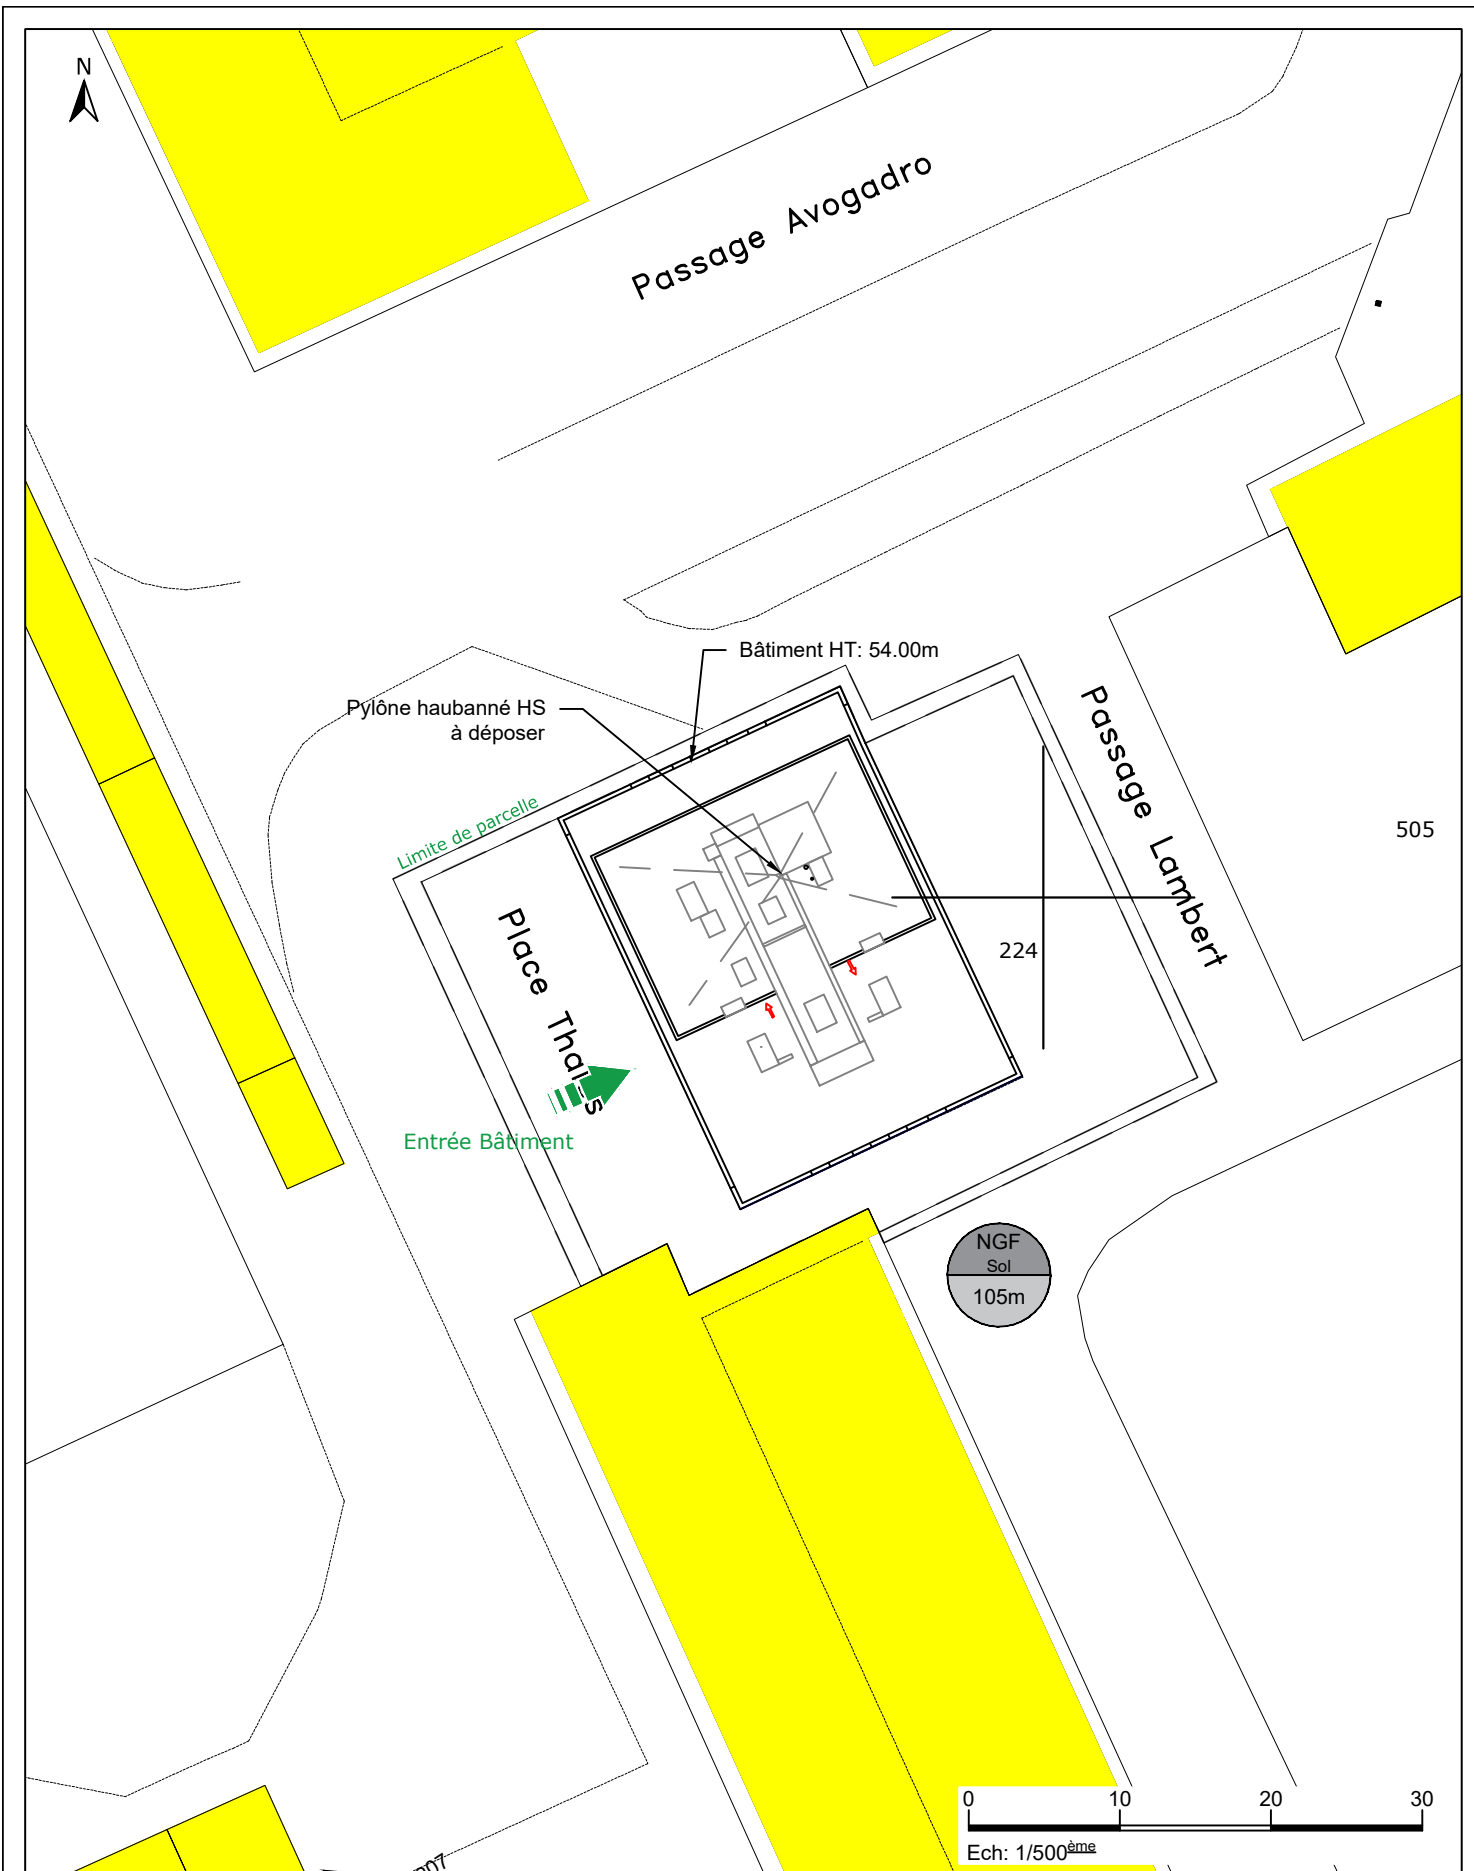 N
Passage Avogadro
Bâtiment HT: 54.00m
Pylône haubanné HS
à déposer
Passage Lambert
Limite de parcelle
505
Place Thales
224
Entrée Bâtiment
NGF
Sol
105m
0 10 20 30
Ech: 1/500ème